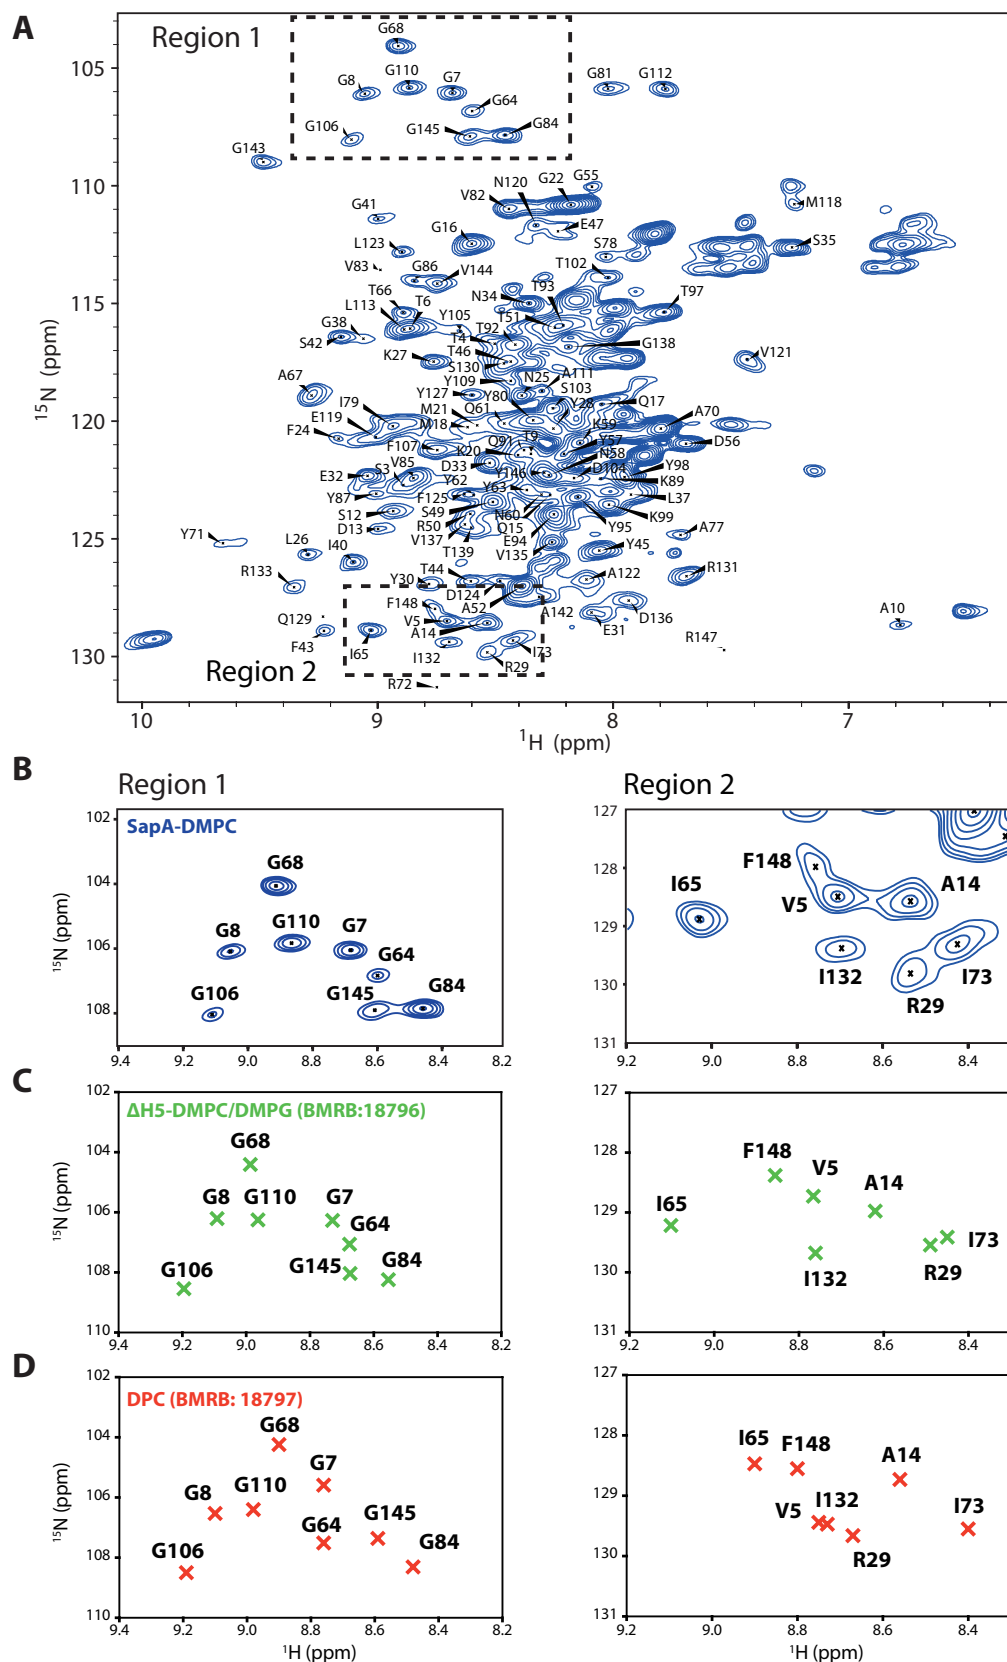 A
Region 1
G68
G8
G110
G7
G81
G112
G64
G106
G145
G84
G143
N120
G22
G55
V82
M118
G41
E47
G16
L123
S78
S35
V83
G86
V144
T102
T66
N34
T93
T97
L113
T6
T51
G38
Y105
T92
G138
S42
T4
T46
K27
S130
V121
A67
Y109
N25
A111
Y127
Y80
S103
Q17
I79
M21
Q61
Y28
A70
E119
M18
K59
F24
Q91
T9
Y57
D56
F107
K20
N58
V85
D33
D104
Y98
E32
S3
Y62
Y146
K89
Y87
F125
Y63
L37
S12
S49
N60
K99
D13
R50
Q15
Y95
V137
E94
A77
Y71
T139
V135
Y45
L26
I40
R133
Y30
T44
A122
R131
D124
F148
A52
A142
D136
A10
Q129
V5
E31
A14
R147
F43
I65
I132
I73
R29
Region 2
R72
105
110
115
120
125
130
15N (ppm)
10 9 8 7
1H (ppm)
B
Region 1
Region 2
SapA-DMPC
G68
G8
G110
G7
G64
G106
G145
G84
102
104
106
108
15N (ppm)
9.4 9.2 9.0 8.8 8.6 8.4 8.2
F148
I65
V5
A14
I132
I73
R29
127
128
129
130
131
9.2 9.0 8.8 8.6 8.4
C
ΔH5-DMPC/DMPG (BMRB:18796)
G68
G8
G110
G7
G64
G106
G145
G84
102
104
106
108
110
15N (ppm)
9.4 9.2 9.0 8.8 8.6 8.4 8.2
F148
V5
I65
A14
I73
I132
R29
127
128
129
130
131
9.2 9.0 8.8 8.6 8.4
D
DPC (BMRB: 18797)
G68
G7
G8
G110
G145
G64
G106
G84
102
104
106
108
110
15N (ppm)
9.4 9.2 9.0 8.8 8.6 8.4 8.2
1H (ppm)
I65
F148
A14
V5
I132
I73
R29
127
128
129
130
131
9.2 9.0 8.8 8.6 8.4
1H (ppm)